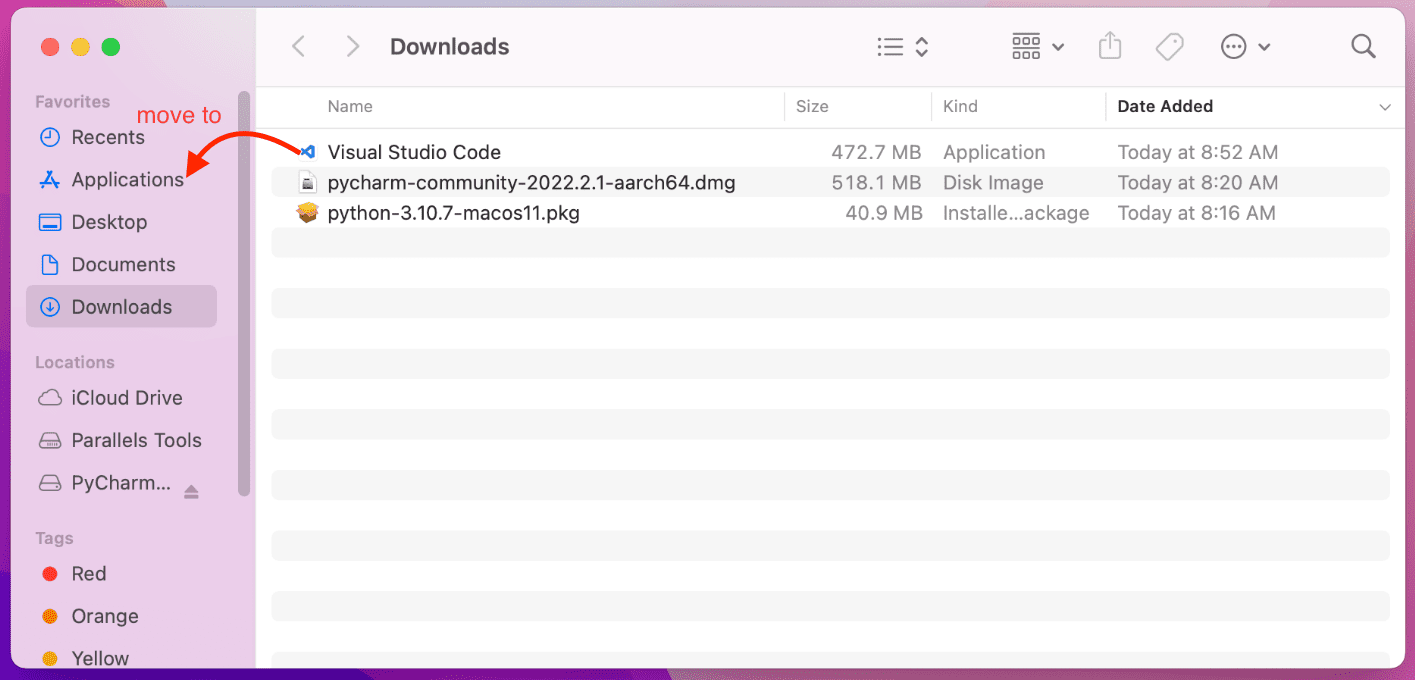 Downloads
Favorites
move to
Recents
Applications
Desktop
Documents
Downloads
Locations
iCloud Drive
Parallels Tools
PyCharm...
Tags
Red
Orange
Yellow
Name Size Kind Date Added
Visual Studio Code 472.7 MB Application Today at 8:52 AM
pycharm-community-2022.2.1-aarch64.dmg 518.1 MB Disk Image Today at 8:20 AM
python-3.10.7-macos11.pkg 40.9 MB Installe...ackage Today at 8:16 AM